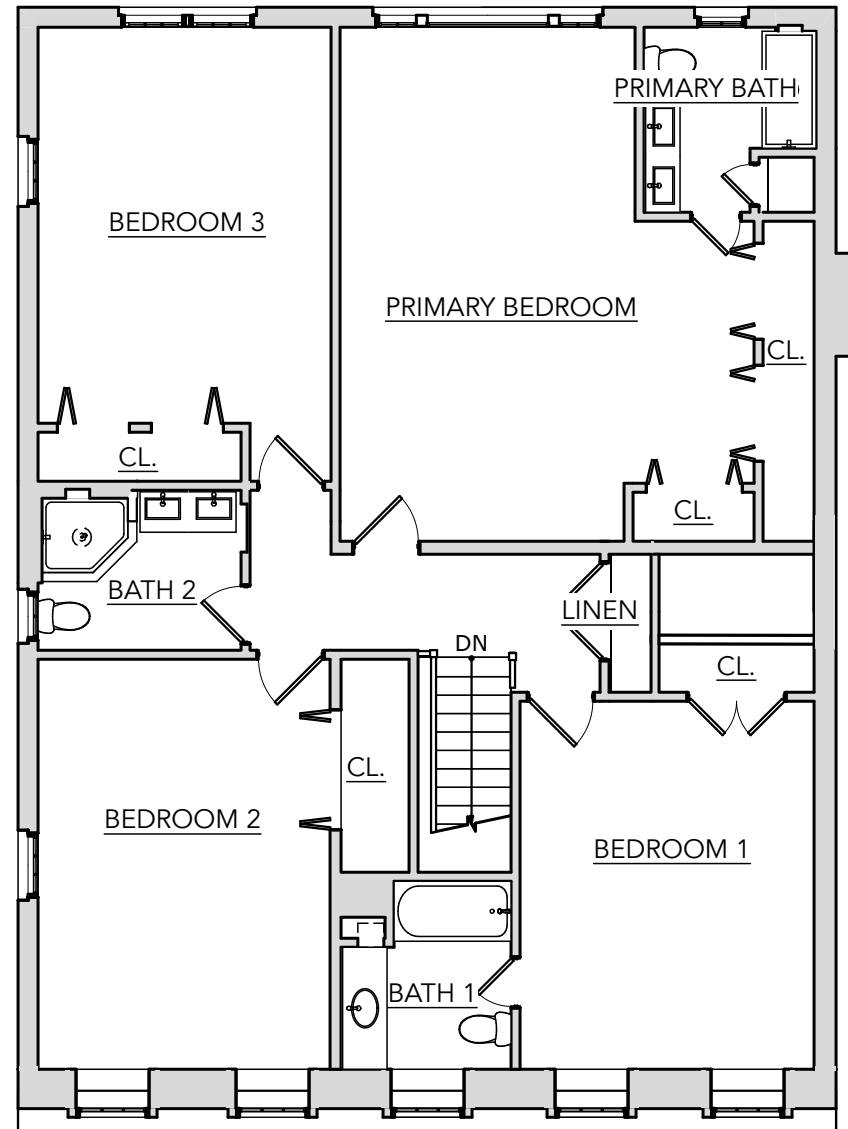 PRIMARY BATH
BEDROOM 3
PRIMARY BEDROOM
CL.
CL.
CL.
BATH 2
LINEN
DN
CL.
CL.
BEDROOM 2
BEDROOM 1
BATH 1